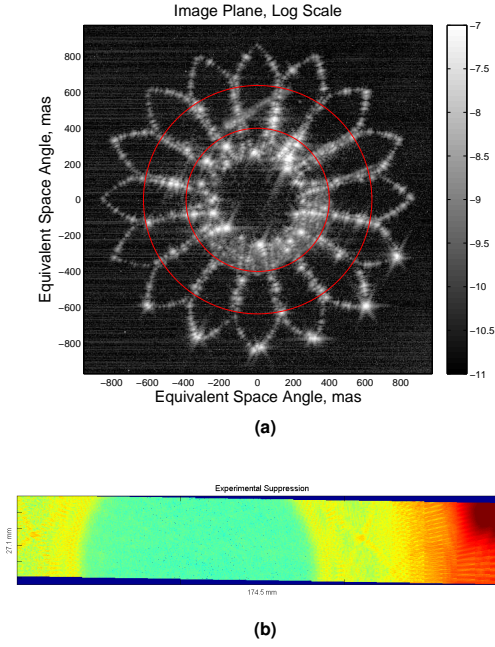 Image Plane, Log Scale
Equivalent Space Angle, mas
800
600
400
200
0
−200
−400
−600
−800
−800 −600 −400 −200 0 200 400 600 800
Equivalent Space Angle, mas
−7
−7.5
−8
−8.5
−9
−9.5
−10
−10.5
−11
(a)
Experimental Suppression
27.1 mm
174.5 mm
(b)